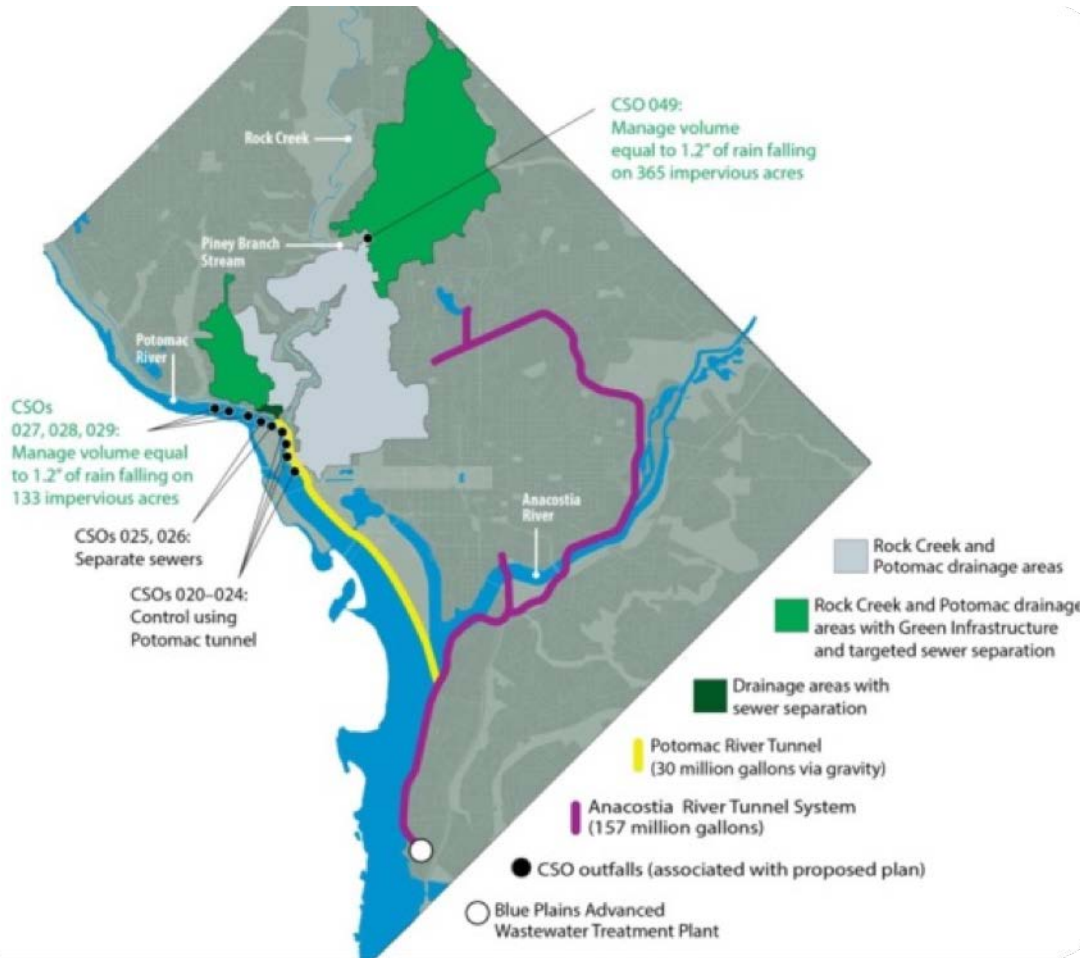 CSO 049:
Manage volume
equal to 1.2" of rain falling
on 365 impervious acres
Rock Creek
Piney Branch
Stream
Potomac
River
CSOs
027, 028, 029:
Manage volume equal
to 1.2" of rain falling on
133 impervious acres
CSOs 025, 026:
Separate sewers
CSOs 020–024:
Control using
Potomac tunnel
Anacostia
River
Rock Creek and
Potomac drainage areas
Rock Creek and Potomac drainage
areas with Green Infrastructure
and targeted sewer separation
Drainage areas with
sewer separation
Potomac River Tunnel
(30 million gallons via gravity)
Anacostia River Tunnel System
(157 million gallons)
CSO outfalls (associated with proposed plan)
Blue Plains Advanced
Wastewater Treatment Plant